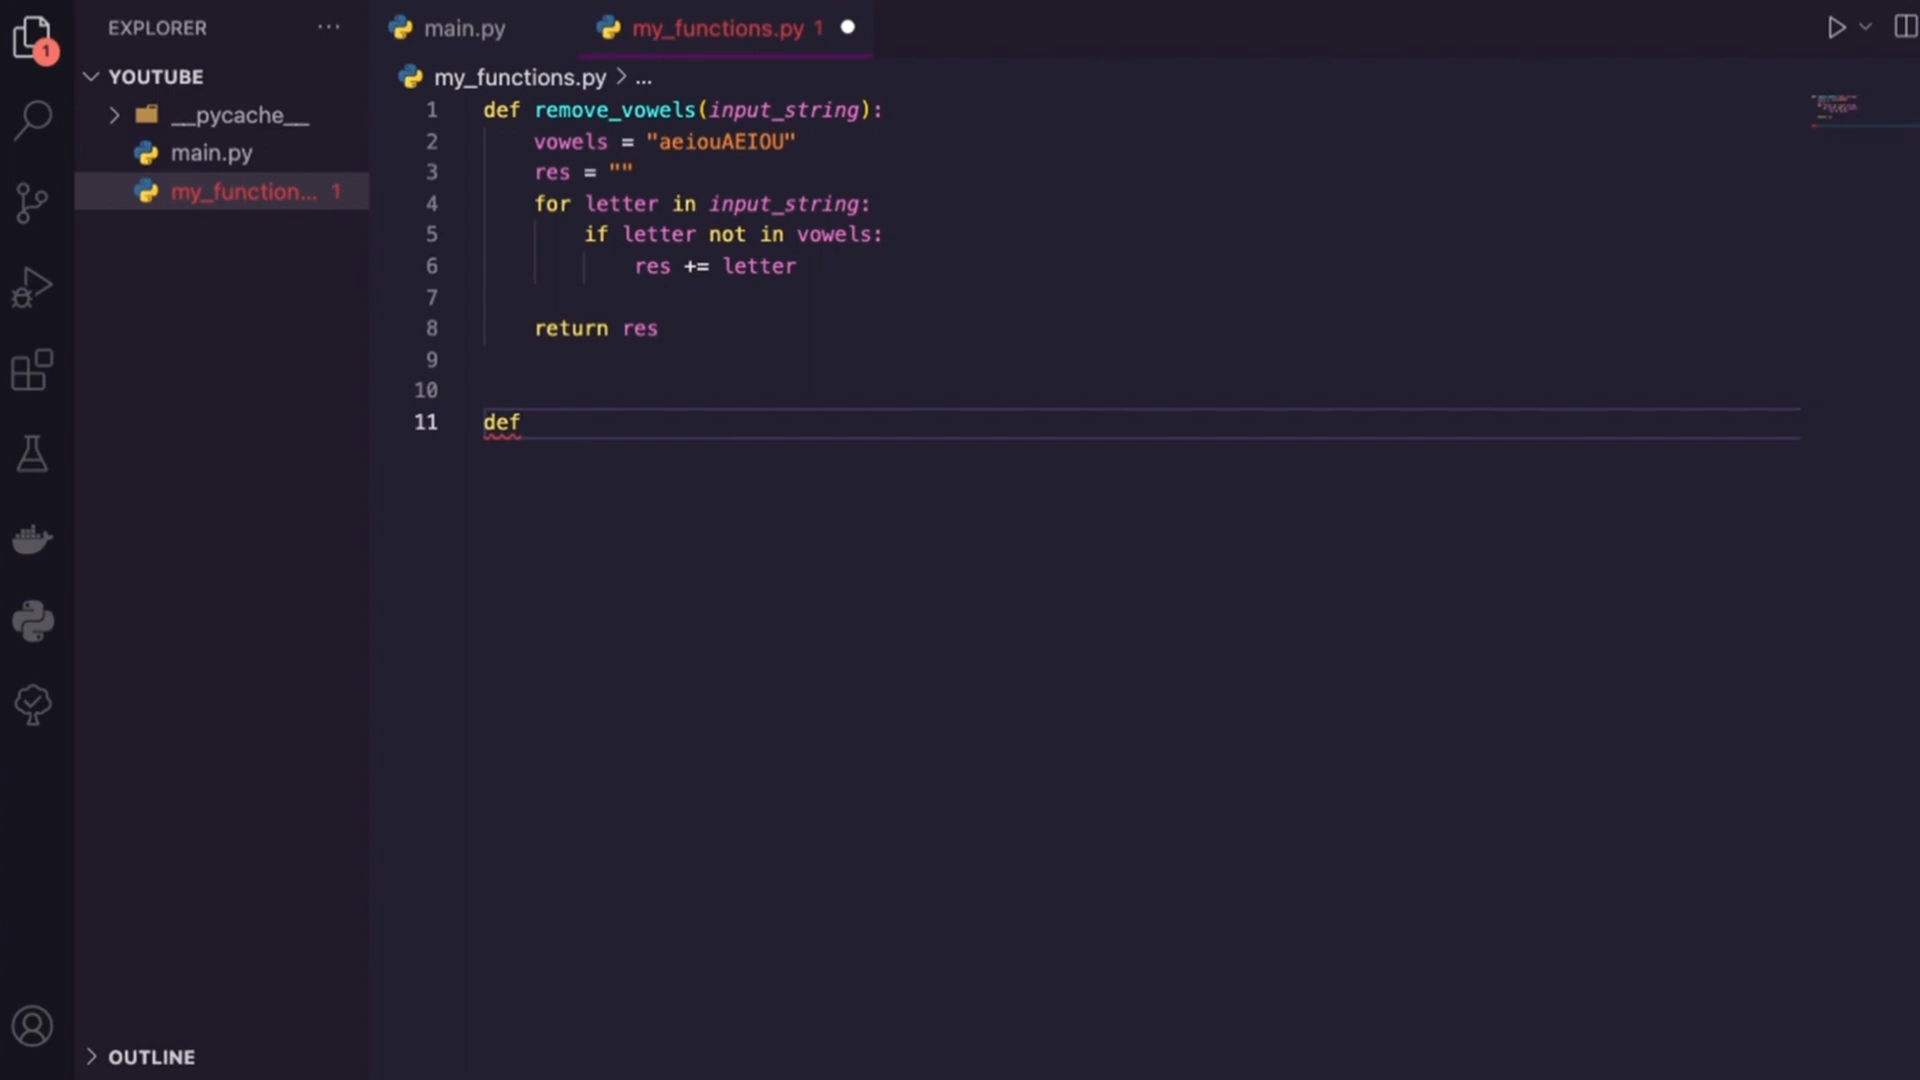 EXPLORER ...
1
YOUTUBE
__pycache__
main.py
my_function... 1
OUTLINE
main.py
my_functions.py 1
my_functions.py > ...
1 def remove_vowels(input_string):
2     vowels = "aeiouAEIOU"
3     res = ""
4     for letter in input_string:
5         if letter not in vowels:
6             res += letter
7
8     return res
9
10
11 def